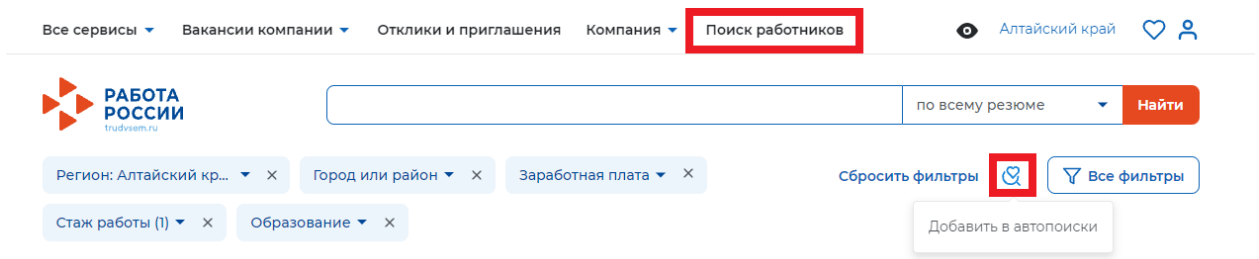 Все сервисы Вакансии компании Отклики и приглашения Компания Поиск работников Алтайский край
РАБОТА
РОССИИ
trudvsem.ru
по всему резюме Найти
Регион: Алтайский кр... Город или район Заработная плата Сбросить фильтры Все фильтры
Стаж работы (1) Образование
Добавить в автопоиски